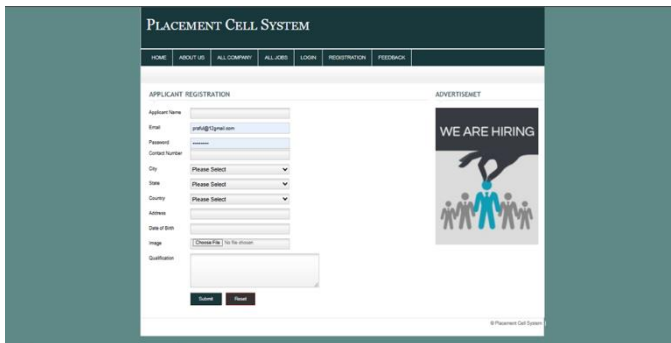 PLACEMENT CELL SYSTEM
HOME ABOUT US ALL COMPANY ALL JOBS LOGIN REGISTRATION FEEDBACK
APPLICANT REGISTRATION
Applicant Name
Email praful@12gmail.com
Password ••••••••
Contact Number
City Please Select
State Please Select
Country Please Select
Address
Date of Birth
Image Choose File No file chosen
Qualification
Submit Reset
ADVERTISEMET
WE ARE HIRING
© Placement Cell System